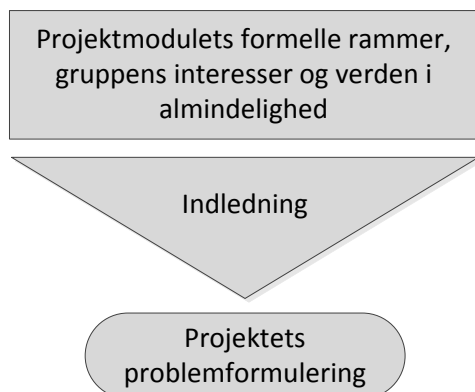 Projektmodulets formelle rammer,
gruppens interesser og verden i
almindelighed
Indledning
Projektets
problemformulering